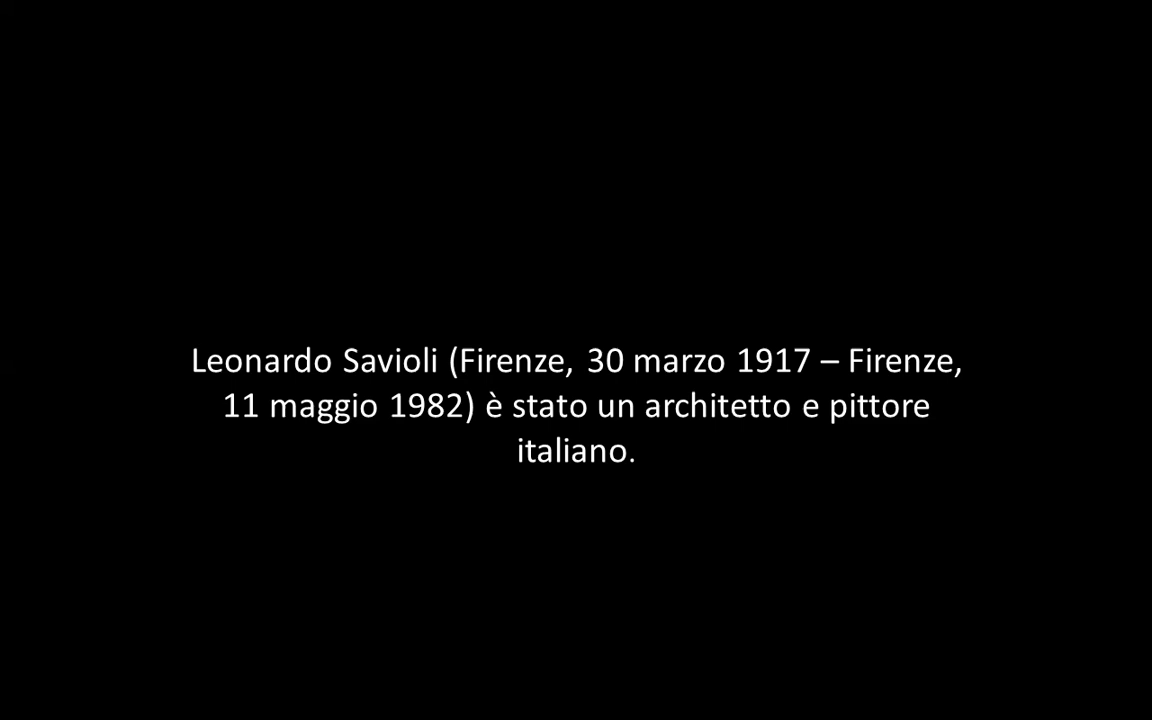 Leonardo Savioli (Firenze, 30 marzo 1917 – Firenze,
11 maggio 1982) è stato un architetto e pittore
italiano.